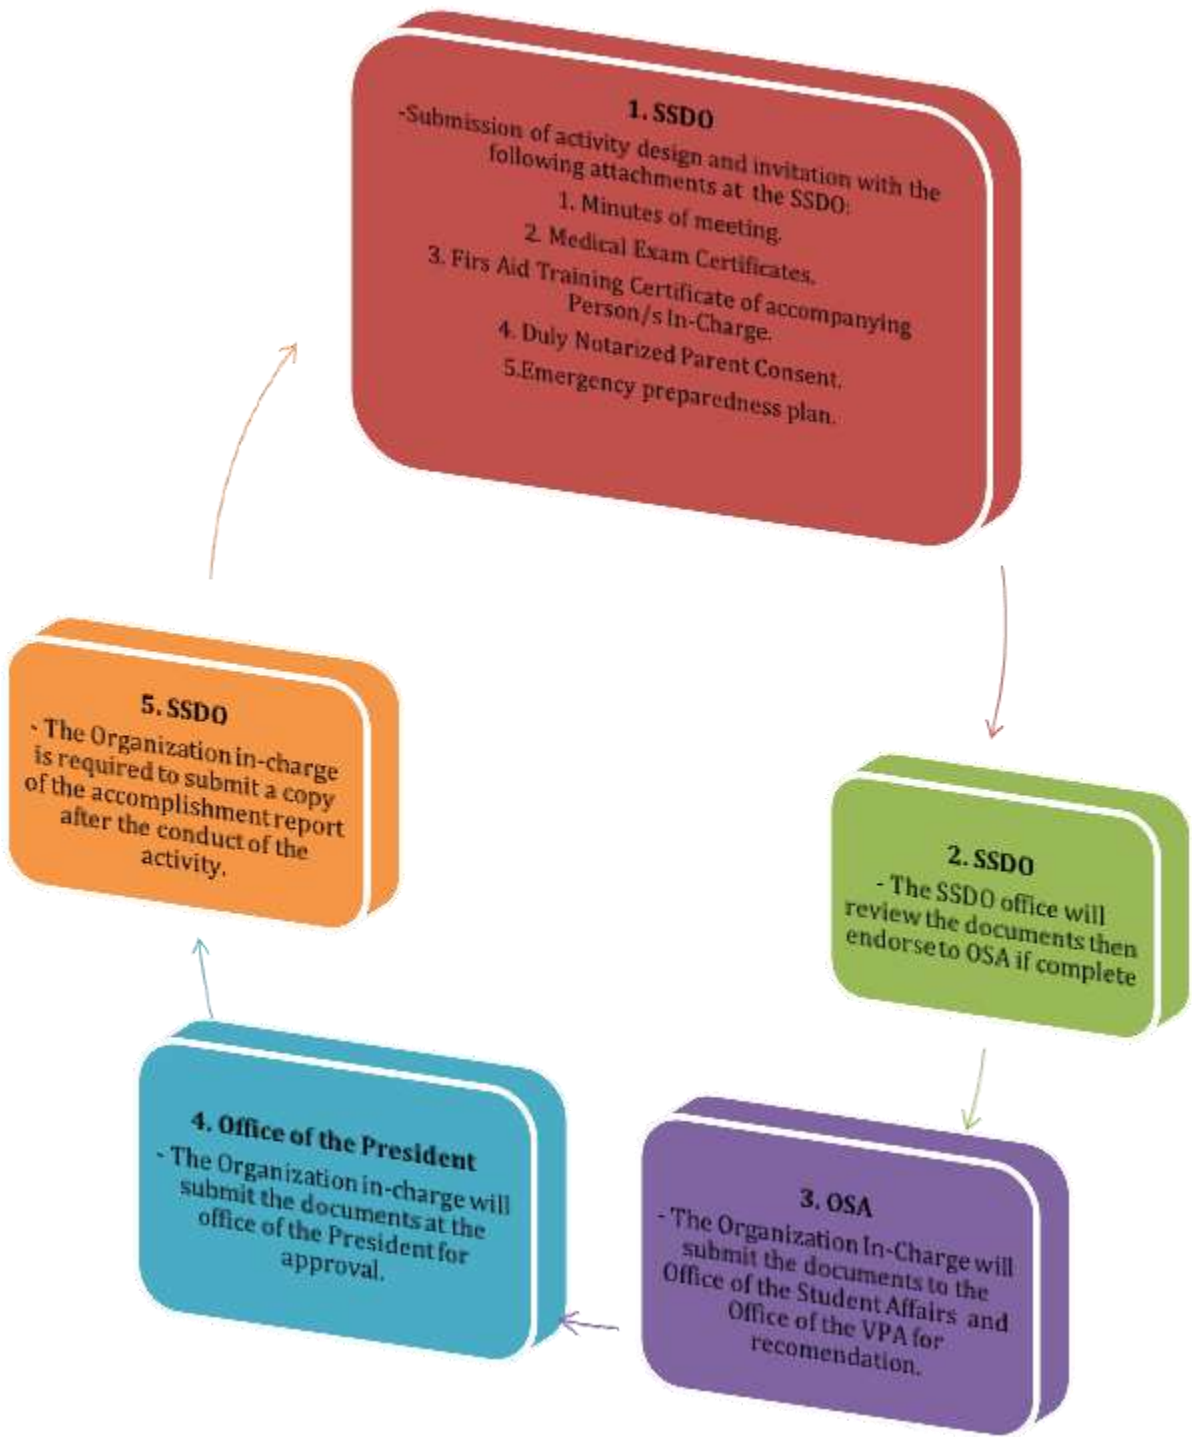 1. SSDO
-Submission of activity design and invitation with the
following attachments at the SSDO:
1. Minutes of meeting.
2. Medical Exam Certificates.
3. Firs Aid Training Certificate of accompanying
Person/s In-Charge.
4. Duly Notarized Parent Consent.
5.Emergency preparedness plan.
2. SSDO
- The SSDO office will
review the documents then
endorse to OSA if complete
3. OSA
- The Organization In-Charge will
submit the documents to the
Office of the Student Affairs and
Office of the VPA for
recomendation.
4. Office of the President
- The Organization in-charge will
submit the documents at the
office of the President for
approval.
5. SSDO
- The Organization in-charge
is required to submit a copy
of the accomplishment report
after the conduct of the
activity.